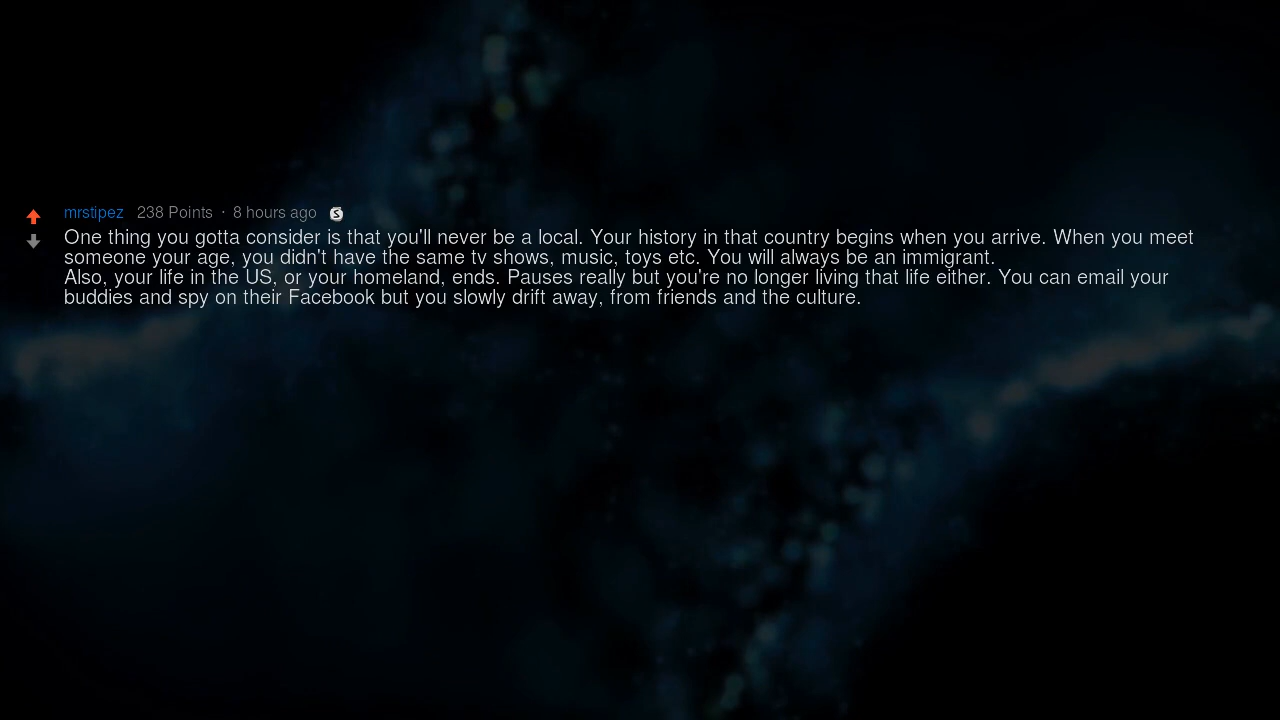 mrstipez 238 Points · 8 hours ago
One thing you gotta consider is that you'll never be a local. Your history in that country begins when you arrive. When you meet
someone your age, you didn't have the same tv shows, music, toys etc. You will always be an immigrant.
Also, your life in the US, or your homeland, ends. Pauses really but you're no longer living that life either. You can email your
buddies and spy on their Facebook but you slowly drift away, from friends and the culture.